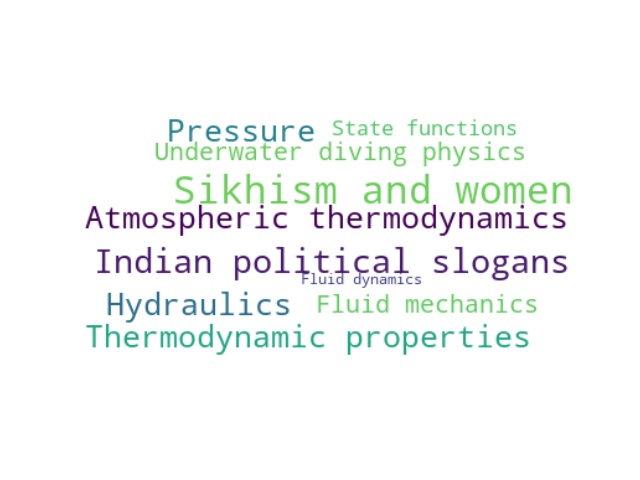 Pressure State functions
Underwater diving physics
Sikhism and women
Atmospheric thermodynamics
Indian political slogans
Fluid dynamics
Hydraulics Fluid mechanics
Thermodynamic properties